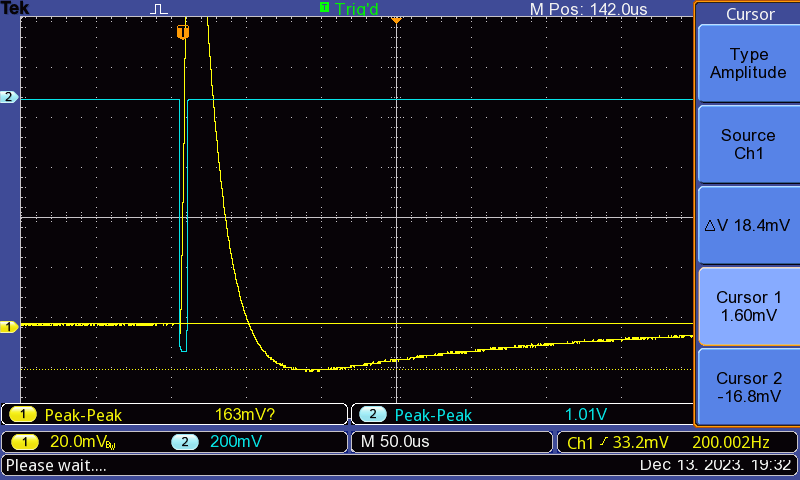 Tek T Trig'd M Pos: 142.0us Cursor
T
Type
Amplitude
2
Source
Ch1
△V 18.4mV
Cursor 1
1.60mV
1
Cursor 2
-16.8mV
1 Peak-Peak 163mV? 2 Peak-Peak 1.01V
1 20.0mVBW 2 200mV M 50.0us Ch1 33.2mV 200.002Hz
Please wait.... Dec 13, 2023, 19:32